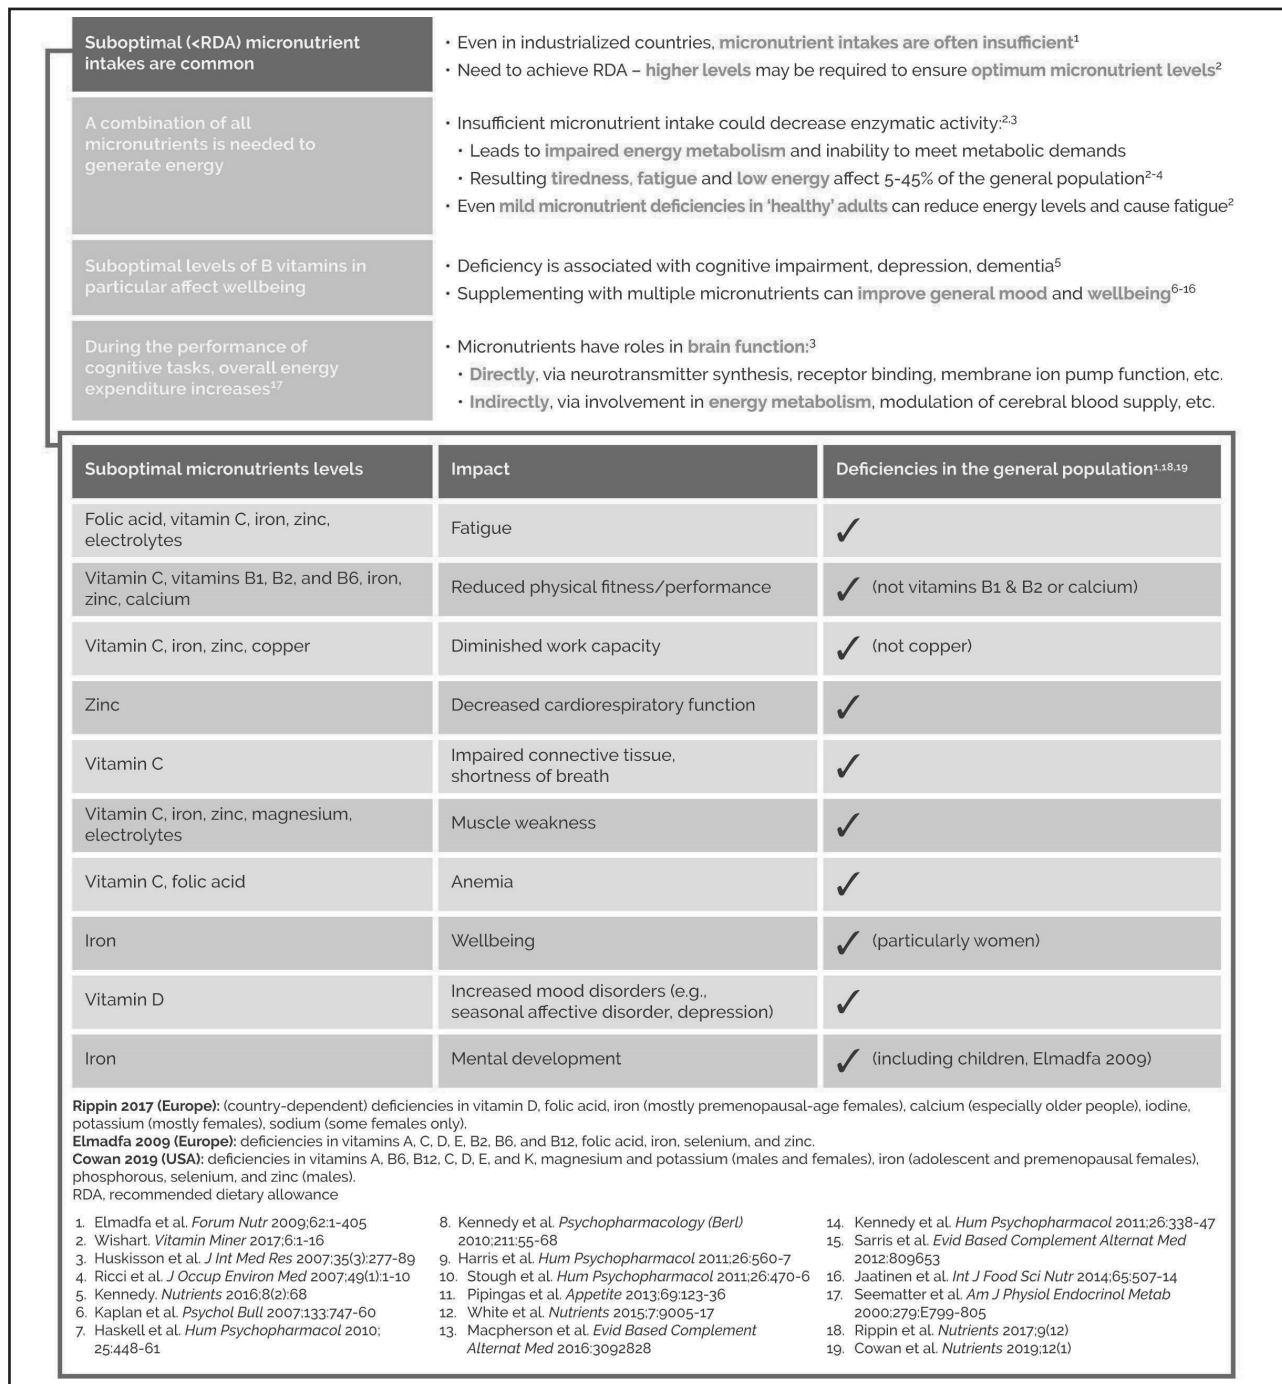 Suboptimal (<RDA) micronutrient
intakes are common
• Even in industrialized countries, micronutrient intakes are often insufficient¹
• Need to achieve RDA – higher levels may be required to ensure optimum micronutrient levels²
A combination of all
micronutrients is needed to
generate energy
• Insufficient micronutrient intake could decrease enzymatic activity:²,³
• Leads to impaired energy metabolism and inability to meet metabolic demands
• Resulting tiredness, fatigue and low energy affect 5-45% of the general population²⁻⁴
• Even mild micronutrient deficiencies in ‘healthy’ adults can reduce energy levels and cause fatigue²
Suboptimal levels of B vitamins in
particular affect wellbeing
• Deficiency is associated with cognitive impairment, depression, dementia⁵
• Supplementing with multiple micronutrients can improve general mood and wellbeing⁶⁻¹⁶
During the performance of
cognitive tasks, overall energy
expenditure increases¹⁷
• Micronutrients have roles in brain function:³
• Directly, via neurotransmitter synthesis, receptor binding, membrane ion pump function, etc.
• Indirectly, via involvement in energy metabolism, modulation of cerebral blood supply, etc.
Suboptimal micronutrients levels
Impact
Deficiencies in the general population¹,¹⁸,¹⁹
Folic acid, vitamin C, iron, zinc,
electrolytes
Fatigue
✓
Vitamin C, vitamins B1, B2, and B6, iron,
zinc, calcium
Reduced physical fitness/performance
✓ (not vitamins B1 & B2 or calcium)
Vitamin C, iron, zinc, copper
Diminished work capacity
✓ (not copper)
Zinc
Decreased cardiorespiratory function
✓
Vitamin C
Impaired connective tissue,
shortness of breath
✓
Vitamin C, iron, zinc, magnesium,
electrolytes
Muscle weakness
✓
Vitamin C, folic acid
Anemia
✓
Iron
Wellbeing
✓ (particularly women)
Vitamin D
Increased mood disorders (e.g.,
seasonal affective disorder, depression)
✓
Iron
Mental development
✓ (including children, Elmadfa 2009)
Rippin 2017 (Europe): (country-dependent) deficiencies in vitamin D, folic acid, iron (mostly premenopausal-age females), calcium (especially older people), iodine,
potassium (mostly females), sodium (some females only).
Elmadfa 2009 (Europe): deficiencies in vitamins A, C, D, E, B2, B6, and B12, folic acid, iron, selenium, and zinc.
Cowan 2019 (USA): deficiencies in vitamins A, B6, B12, C, D, E, and K, magnesium and potassium (males and females), iron (adolescent and premenopausal females),
phosphorous, selenium, and zinc (males).
RDA, recommended dietary allowance
1. Elmadfa et al. Forum Nutr 2009;62:1-405
2. Wishart. Vitamin Miner 2017;6:1-16
3. Huskisson et al. J Int Med Res 2007;35(3):277-89
4. Ricci et al. J Occup Environ Med 2007;49(1):1-10
5. Kennedy. Nutrients 2016;8(2):68
6. Kaplan et al. Psychol Bull 2007;133:747-60
7. Haskell et al. Hum Psychopharmacol 2010;
25:448-61
8. Kennedy et al. Psychopharmacology (Berl)
2010;211:55-68
9. Harris et al. Hum Psychopharmacol 2011;26:560-7
10. Stough et al. Hum Psychopharmacol 2011;26:470-6
11. Pipingas et al. Appetite 2013;69:123-36
12. White et al. Nutrients 2015;7:9005-17
13. Macpherson et al. Evid Based Complement
Alternat Med 2016:3092828
14. Kennedy et al. Hum Psychopharmacol 2011;26:338-47
15. Sarris et al. Evid Based Complement Alternat Med
2012:809653
16. Jaatinen et al. Int J Food Sci Nutr 2014;65:507-14
17. Seematter et al. Am J Physiol Endocrinol Metab
2000;279:E799-805
18. Rippin et al. Nutrients 2017;9(12)
19. Cowan et al. Nutrients 2019;12(1)